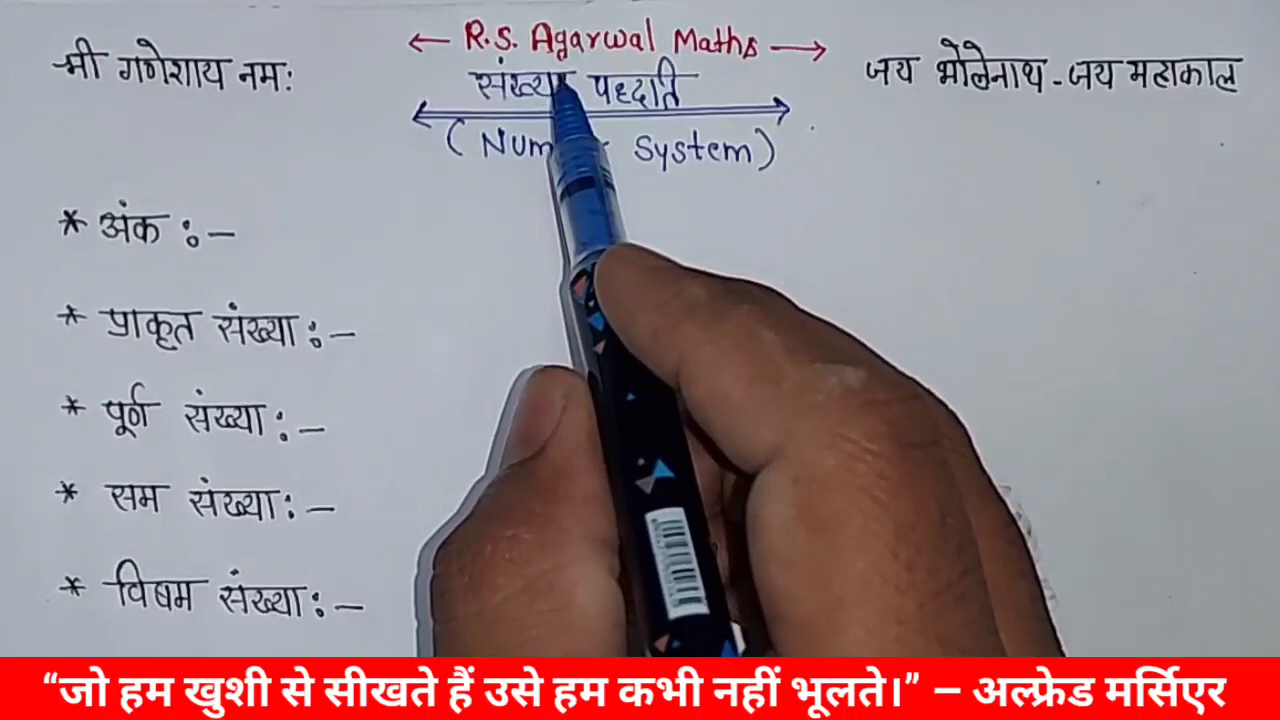 श्री गणेशाय नमः
← R.S. Agarwal Maths →
जय भोलेनाथ - जय महाकाल
संख्या पद्धति
( System)
* अंक :-
* प्राकृत संख्या :-
* पूर्ण संख्या :-
* सम संख्या :-
* विषम संख्या :-
“जो हम खुशी से सीखते हैं उसे हम कभी नहीं भूलते।” – अल्फ्रेड मर्सिएर